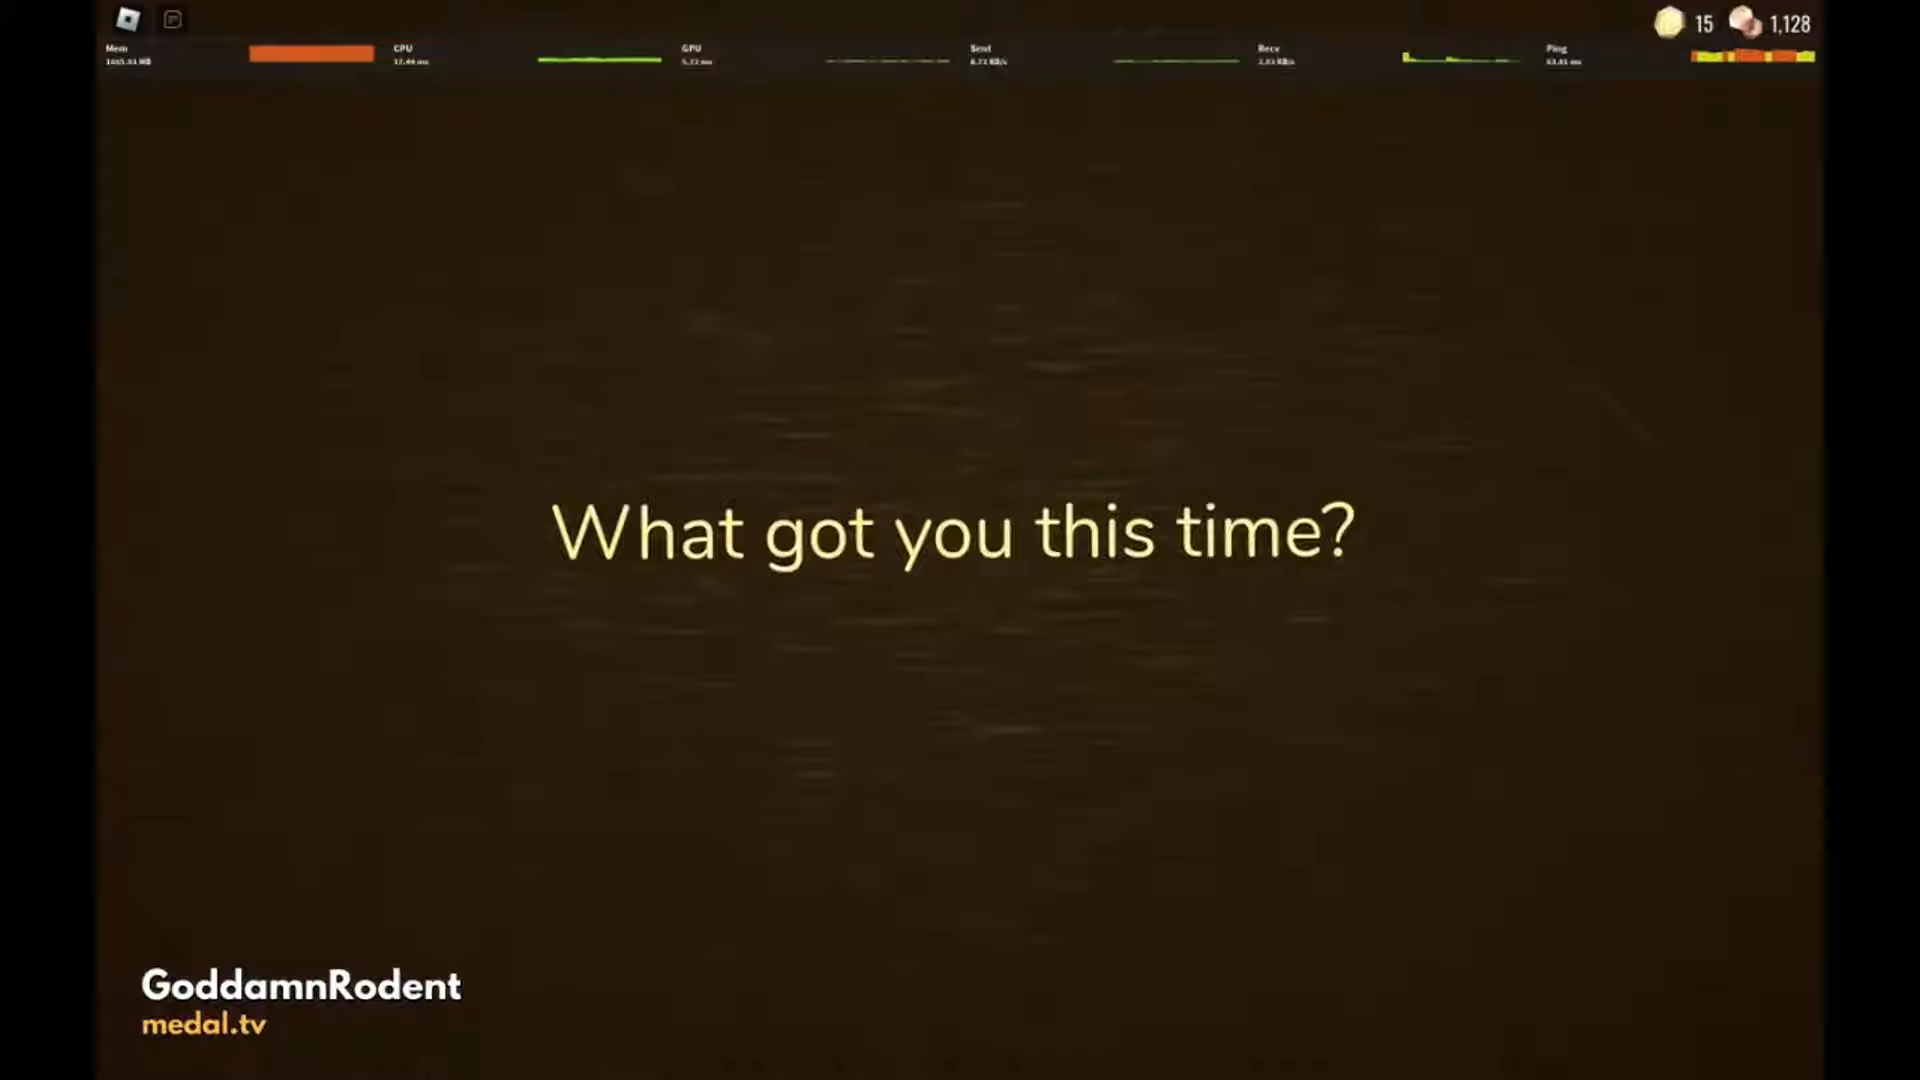 15 1,128
Mem CPU GPU Sent Recv Ping
What got you this time?
GoddamnRodent
medal.tv